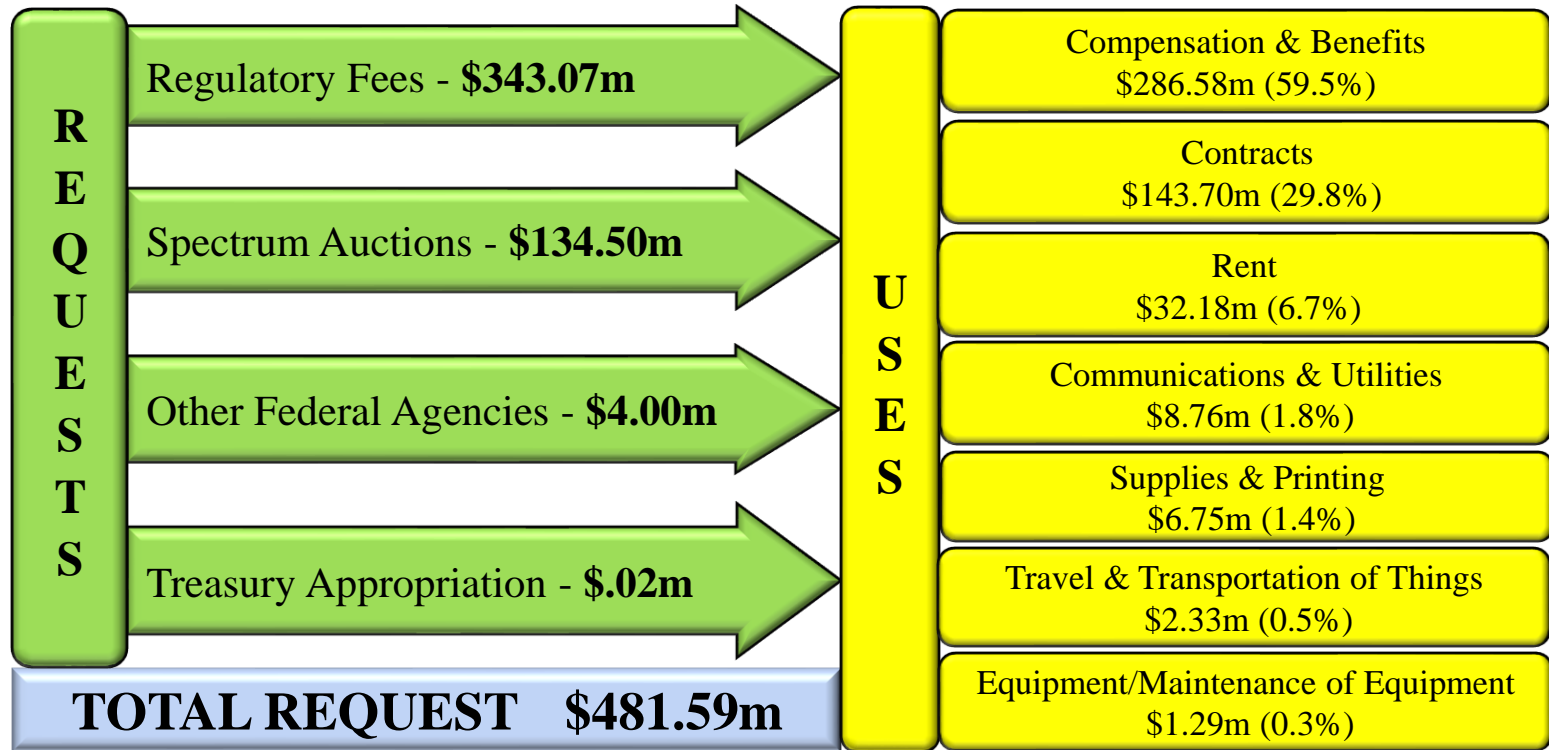 REQUESTS
Regulatory Fees - $343.07m
Spectrum Auctions - $134.50m
Other Federal Agencies - $4.00m
Treasury Appropriation - $.02m
TOTAL REQUEST $481.59m
USES
Compensation & Benefits
$286.58m (59.5%)
Contracts
$143.70m (29.8%)
Rent
$32.18m (6.7%)
Communications & Utilities
$8.76m (1.8%)
Supplies & Printing
$6.75m (1.4%)
Travel & Transportation of Things
$2.33m (0.5%)
Equipment/Maintenance of Equipment
$1.29m (0.3%)